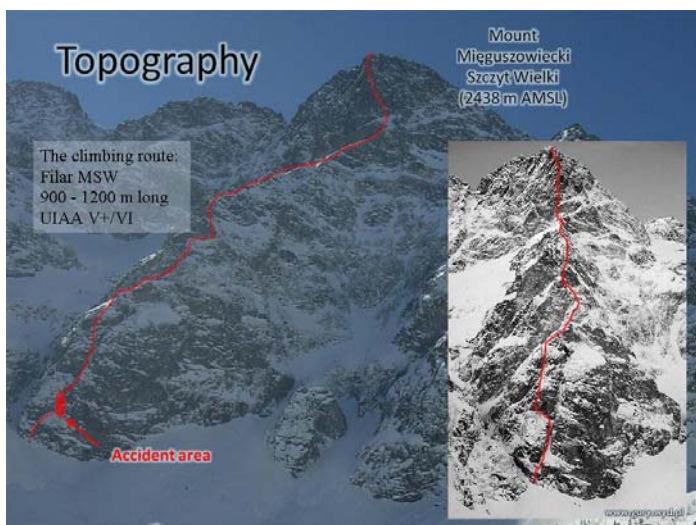 Topography
Mount
Mięguszowiecki
Szczyt Wielki
(2438 m AMSL)
The climbing route:
Filar MSW
900 - 1200 m long
UIAA V+/VI
Accident area
www.gory.wyd.pl